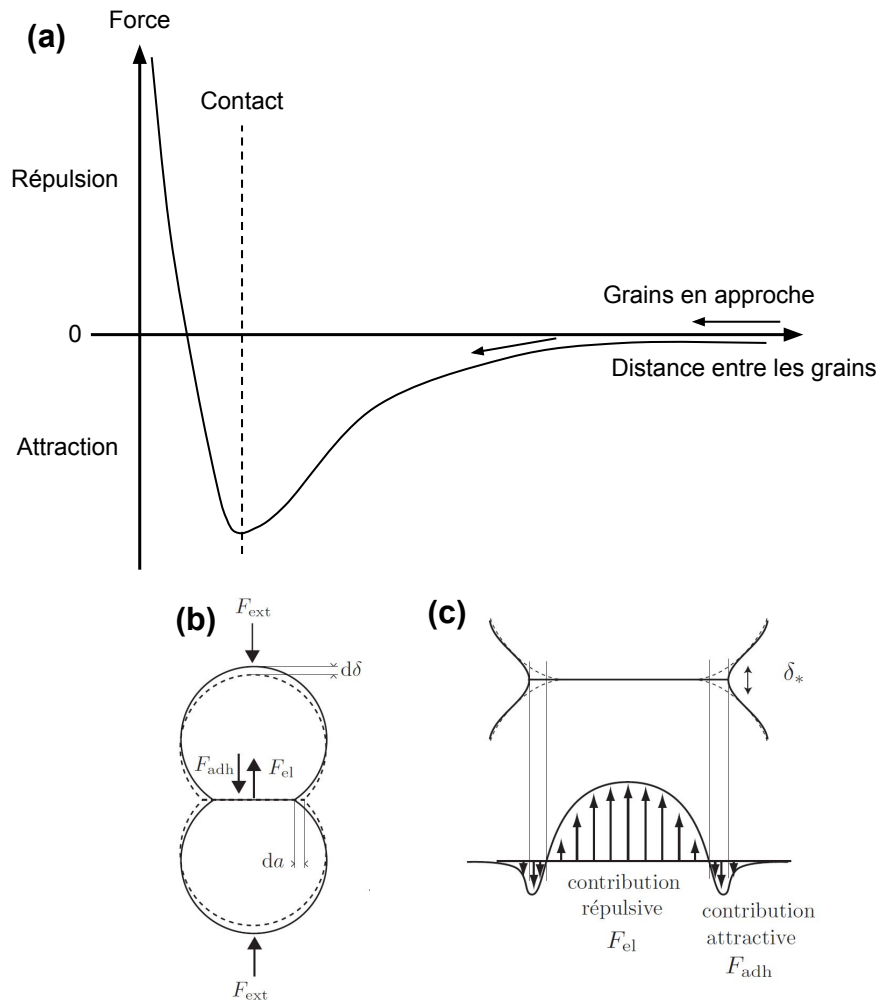 (a)
Force
Contact
Répulsion
Grains en approche
0
Distance entre les grains
Attraction
(b)
F_ext
dδ
F_adh
F_el
da
F_ext
(c)
δ_*
contribution
répulsive
F_el
contribution
attractive
F_adh